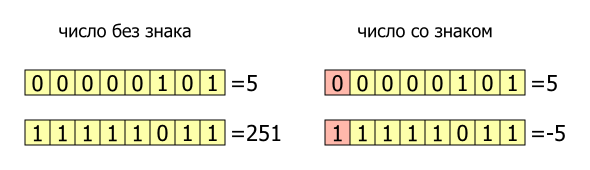 число без знака
число со знаком
0 0 0 0 0 1 0 1 =5
0 0 0 0 0 1 0 1 =5
1 1 1 1 1 0 1 1 =251
1 1 1 1 1 0 1 1 =-5